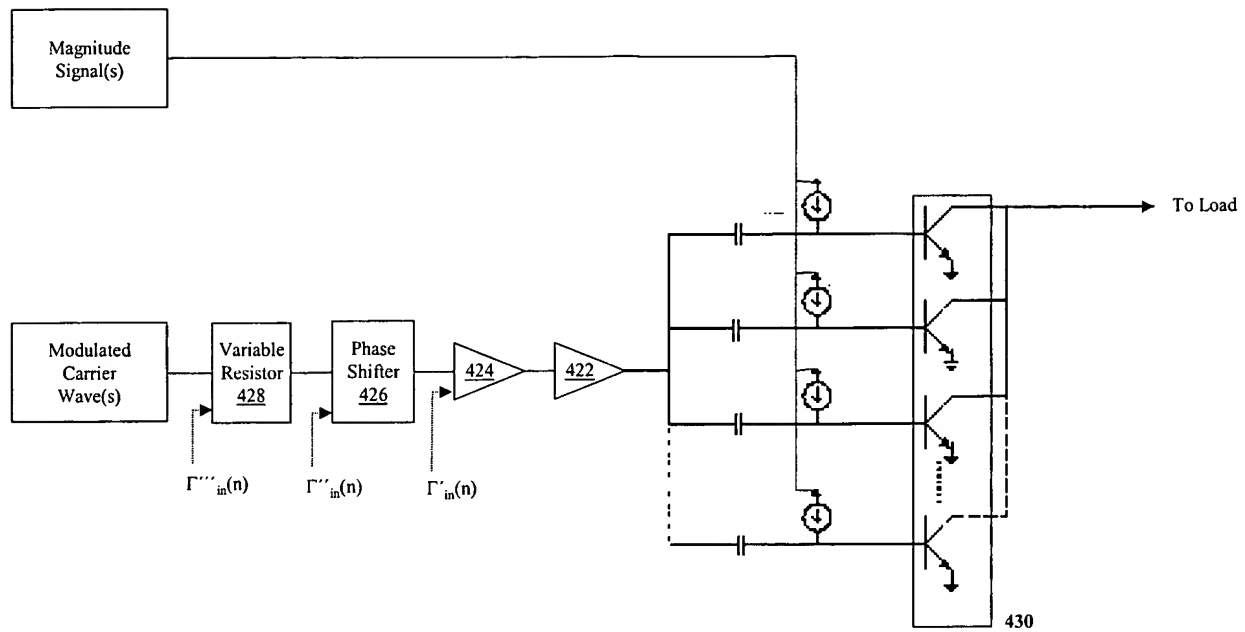 Magnitude
Signal(s)
To Load
Modulated
Carrier
Wave(s)
Variable
Resistor
428
Phase
Shifter
426
424
422
Γ′′′in(n)
Γ′′in(n)
Γ′in(n)
430